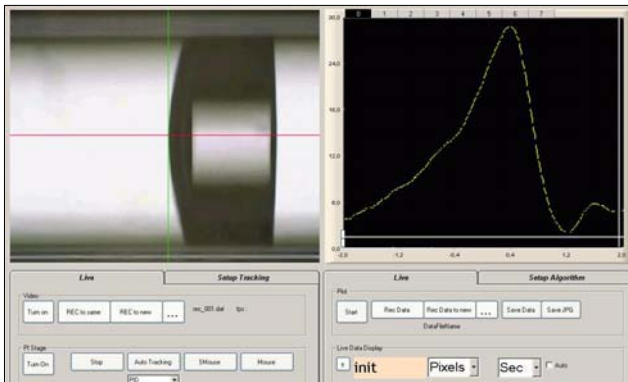 0 1 2 3 4 5 6 7
30,0
24,0
18,0
12,0
6,0
0,0
-2,0 -1,2 -0,4 0,4 1,2 2,0
Live Setup Tracking
Video
Turn on REC to same REC to new ... rec_001.dat fps:
Pt Stage
Turn On Stop Auto Tracking SMouse Mouse
PID
Live Setup Algorithm
Plot
Start Rec Data Rec Data to new ... Save Data Save JPG
DataFileName
Live Data Display
init Pixels Sec Auto